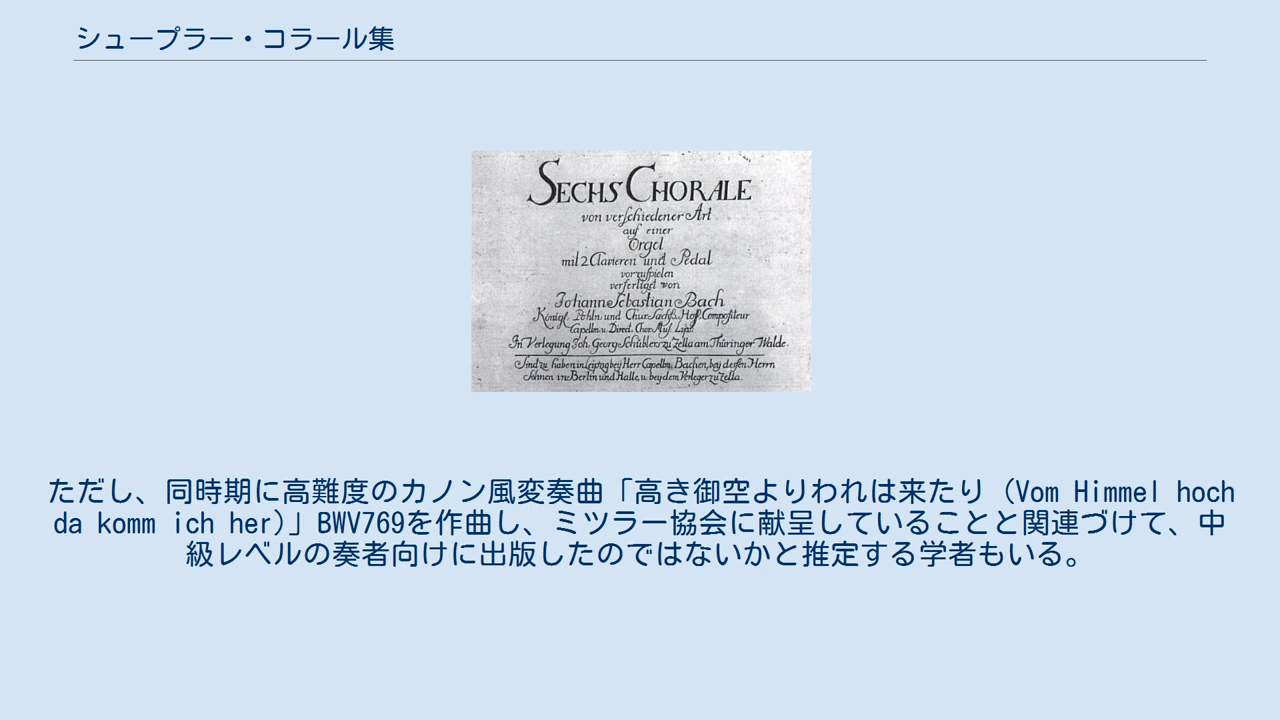 シュープラー・コラール集
SECHS CHORALE
von verschiedener Art
auf einer
Orgel
mit 2 Clavieren und Pedal
vorzuspielen
verfertiget von
Johann Sebastian Bach
Königl. Pohln. und Chur Sächs. Hoff. Compositeur
Capellm. u. Direct. Chor. Mus. Lips.
In Verlegung Joh. Georg Schüblers zu Zella am Thüringer Walde.
Sind zu haben in Leipzig bey Herr Capellm. Bachen, bey dessen Herrn
Söhnen in Berlin und Halle, u. bey dem Verleger zu Zella.
ただし、同時期に高難度のカノン風変奏曲「高き御空よりわれは来たり（Vom Himmel hoch
da komm ich her)」BWV769を作曲し、ミツラー協会に献呈していることと関連づけて、中
級レベルの奏者向けに出版したのではないかと推定する学者もいる。